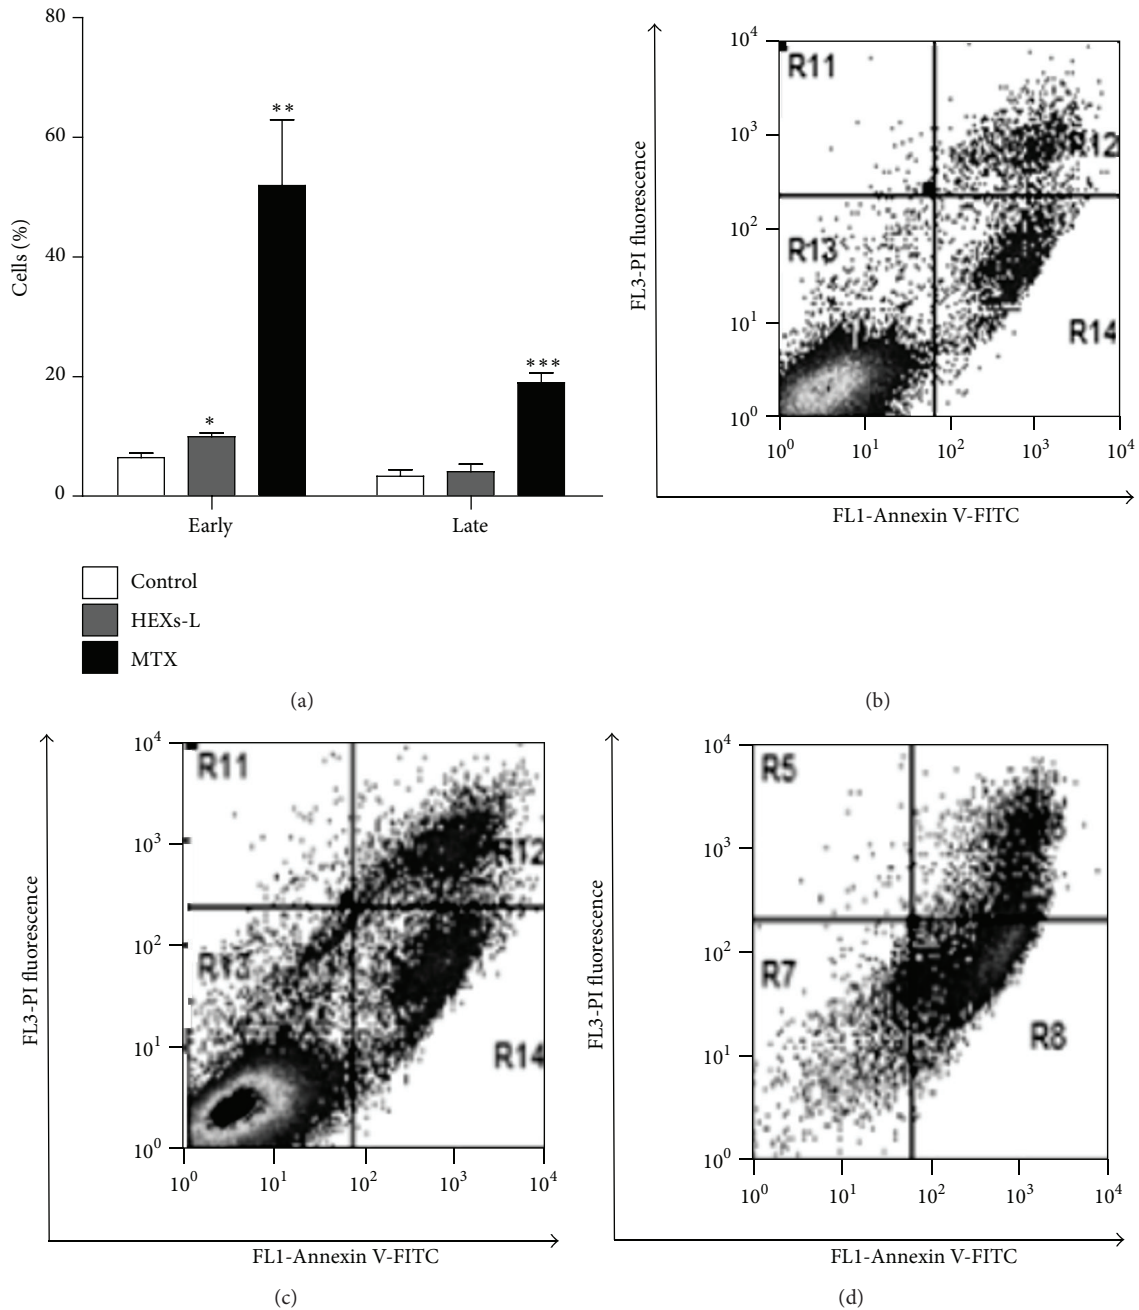 80
60
40
20
0
Cells (%)
**
*
***
Early
Late
Control
HEXs-L
MTX
(a)
10⁴
10³
10²
10¹
10⁰
FL3-PI fluorescence
R11
R12
R13
R14
10⁰ 10¹ 10² 10³ 10⁴
FL1-Annexin V-FITC
(b)
10⁴
10³
10²
10¹
10⁰
FL3-PI fluorescence
R11
R12
R13
R14
10⁰ 10¹ 10² 10³ 10⁴
FL1-Annexin V-FITC
(c)
10⁴
10³
10²
10¹
10⁰
FL3-PI fluorescence
R5
R7
R8
10⁰ 10¹ 10² 10³ 10⁴
FL1-Annexin V-FITC
(d)